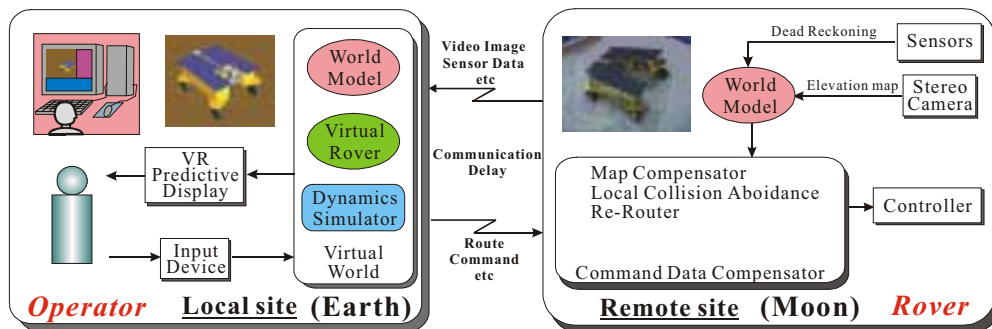 World
Model
Virtual
Rover
Dynamics
Simulator
Virtual
World
VR
Predictive
Display
Input
Device
Operator
Local site (Earth)
Video Image
Sensor Data
etc
Communication
Delay
Route
Command
etc
Dead Reckoning
Sensors
World
Model
Elevation map
Stereo
Camera
Map Compensator
Local Collision Aboidance
Re-Router
Controller
Command Data Compensator
Remote site (Moon)
Rover